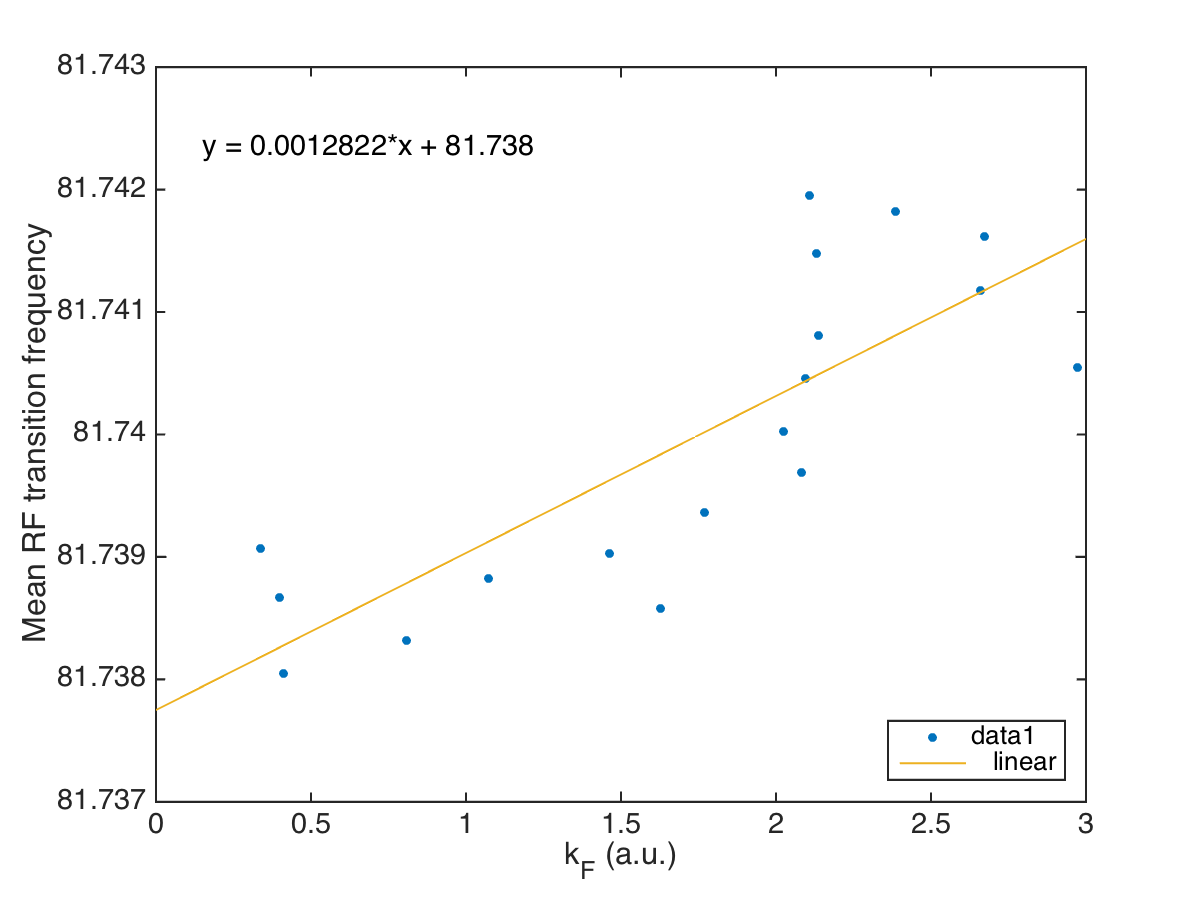 81.743
y = 0.0012822*x + 81.738
81.742
81.741
81.74
81.739
81.738
81.737
Mean RF transition frequency
data1
linear
0 0.5 1 1.5 2 2.5 3
k_F (a.u.)